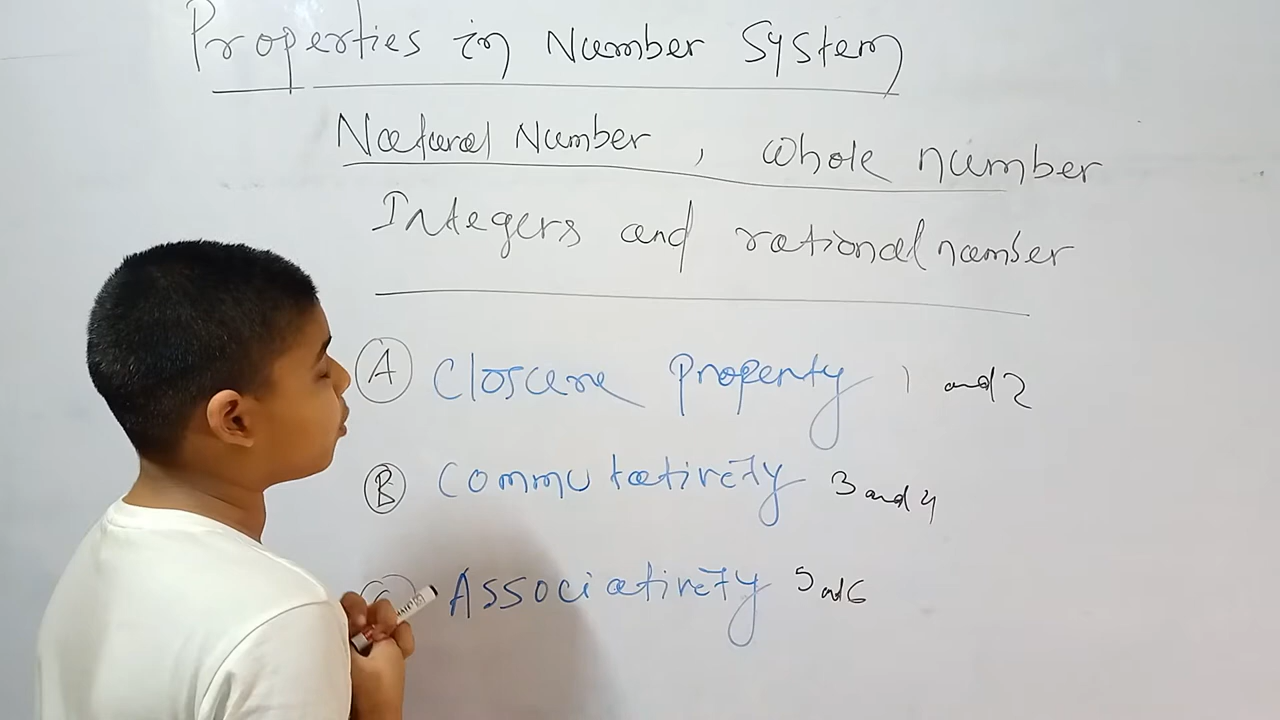 Properties in Number System
Natural Number, Whole number
Integers and rational number
A Closure Property 1 and 2
B Commutativity 3 and 4
C Associativity 5 and 6